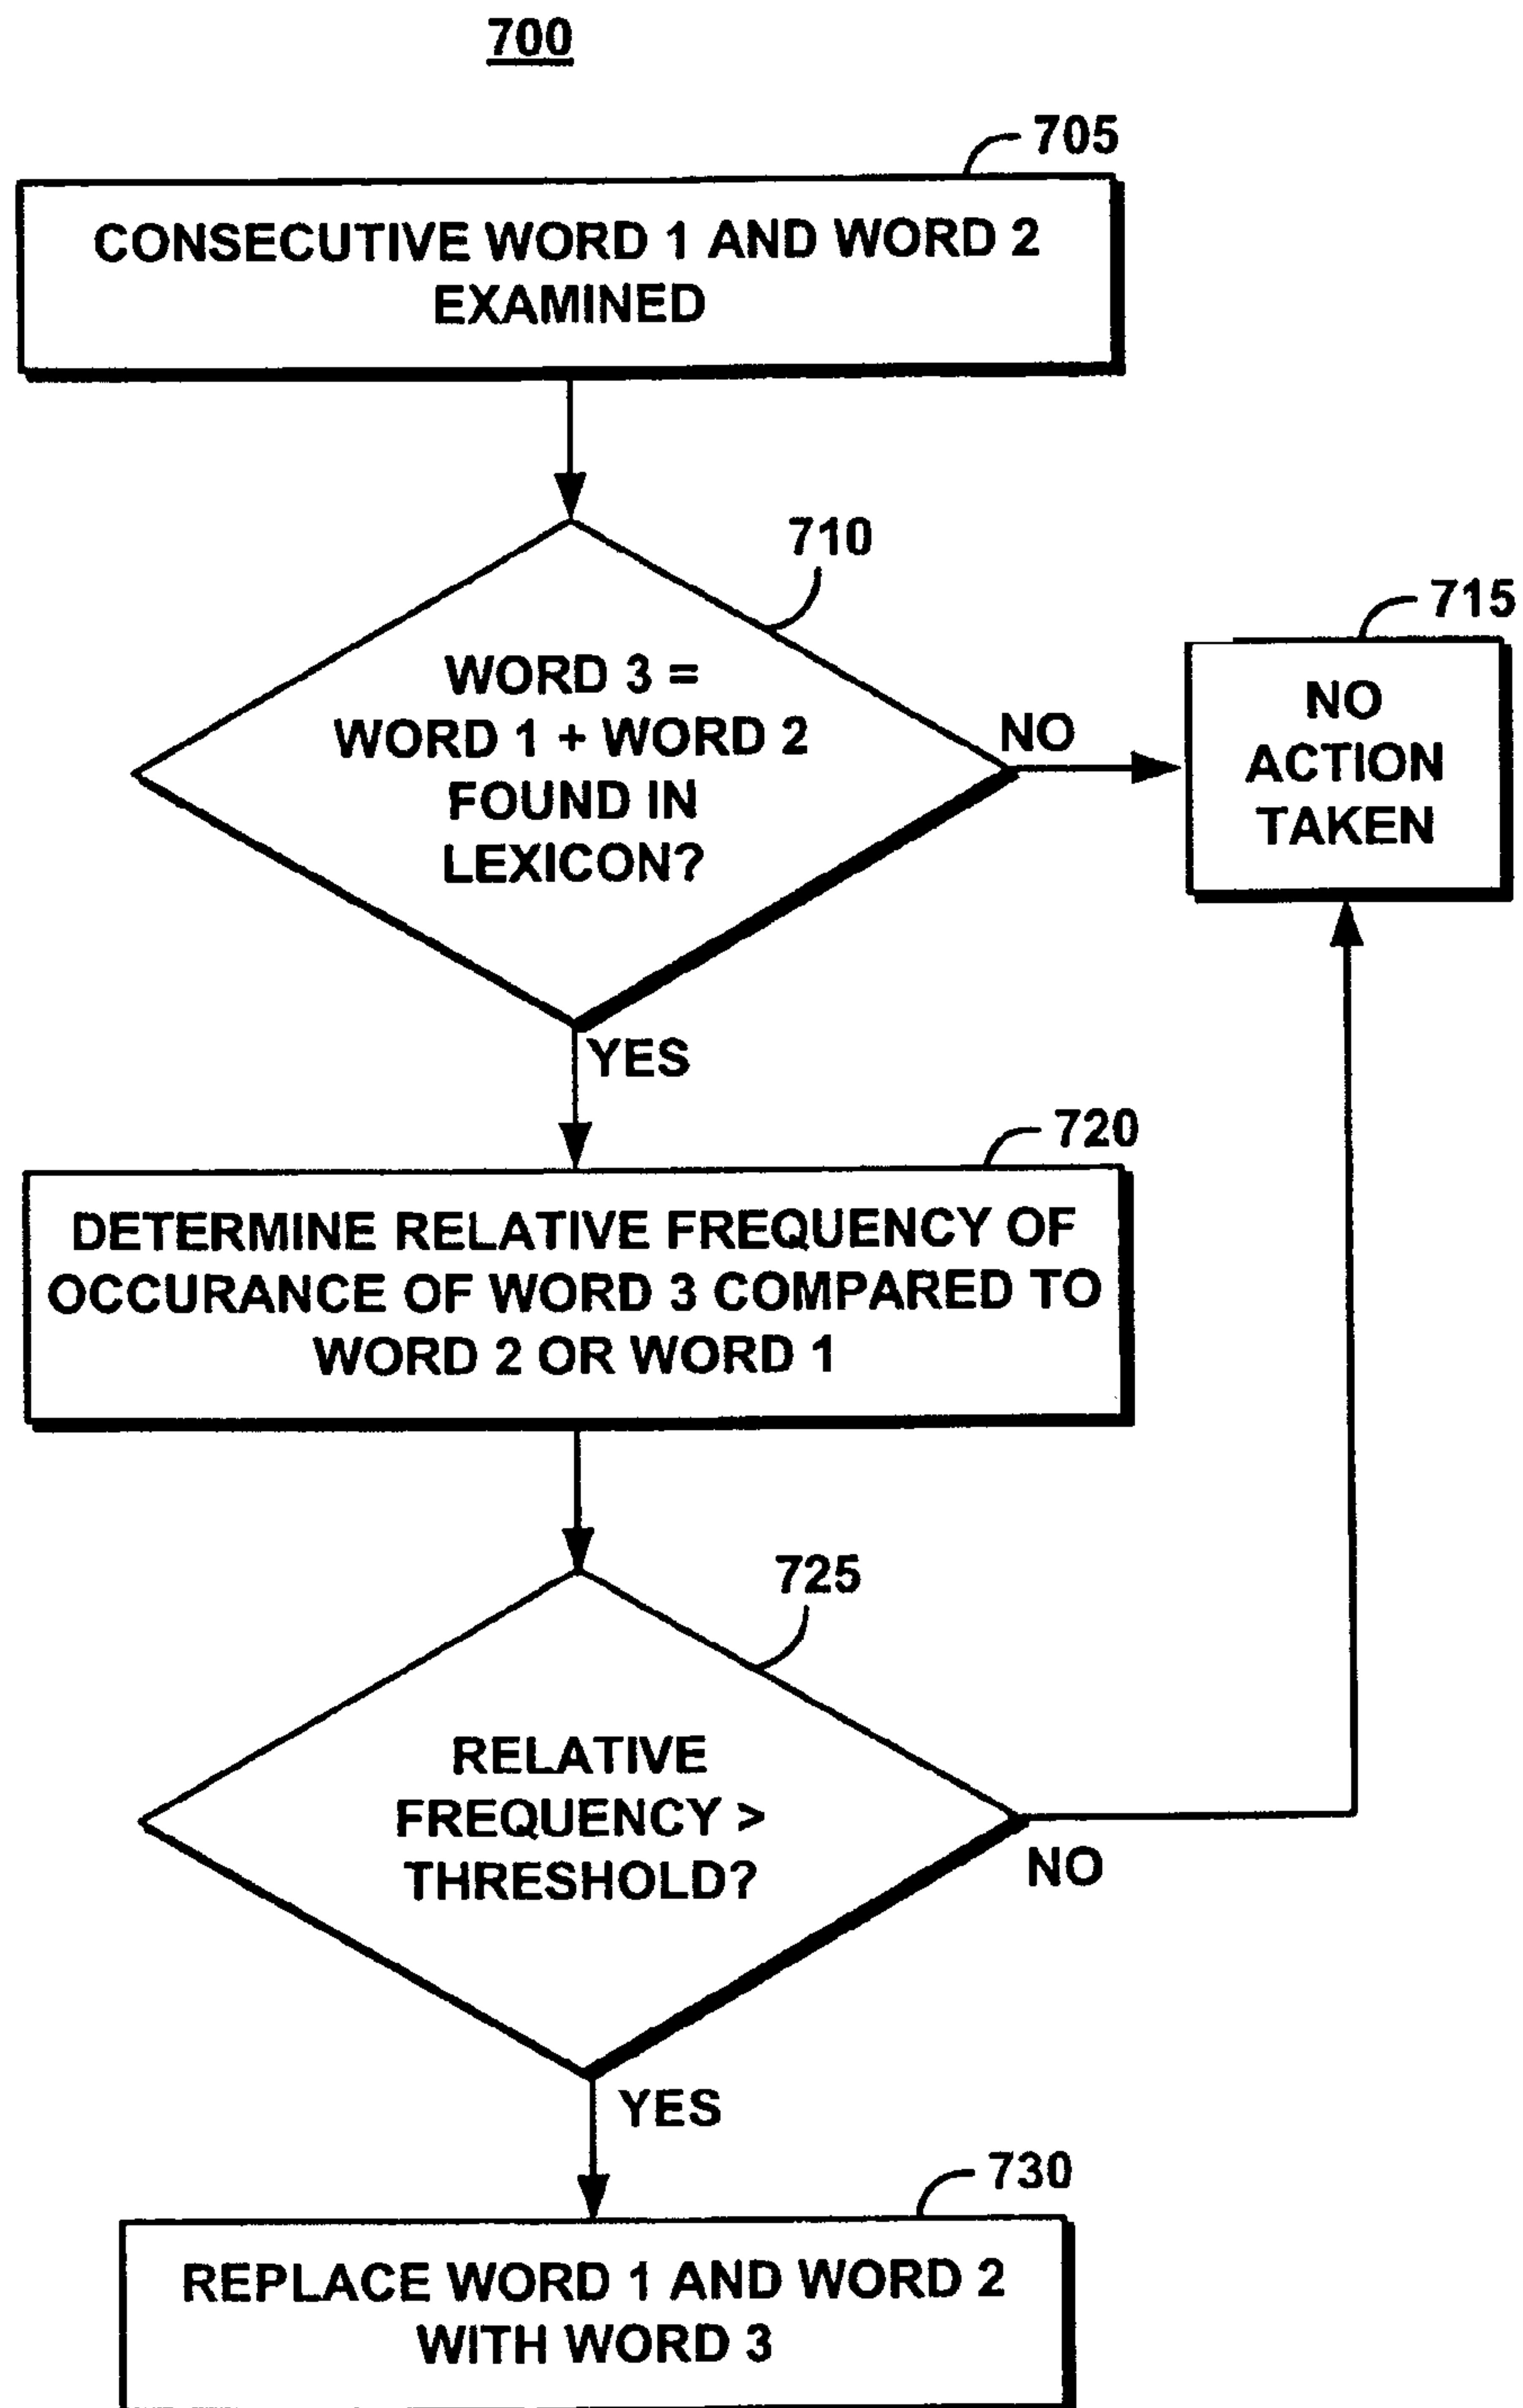 700
705
CONSECUTIVE WORD 1 AND WORD 2
EXAMINED
710
WORD 3 =
WORD 1 + WORD 2
FOUND IN
LEXICON?
NO
715
NO
ACTION
TAKEN
YES
720
DETERMINE RELATIVE FREQUENCY OF
OCCURANCE OF WORD 3 COMPARED TO
WORD 2 OR WORD 1
725
RELATIVE
FREQUENCY >
THRESHOLD?
NO
YES
730
REPLACE WORD 1 AND WORD 2
WITH WORD 3